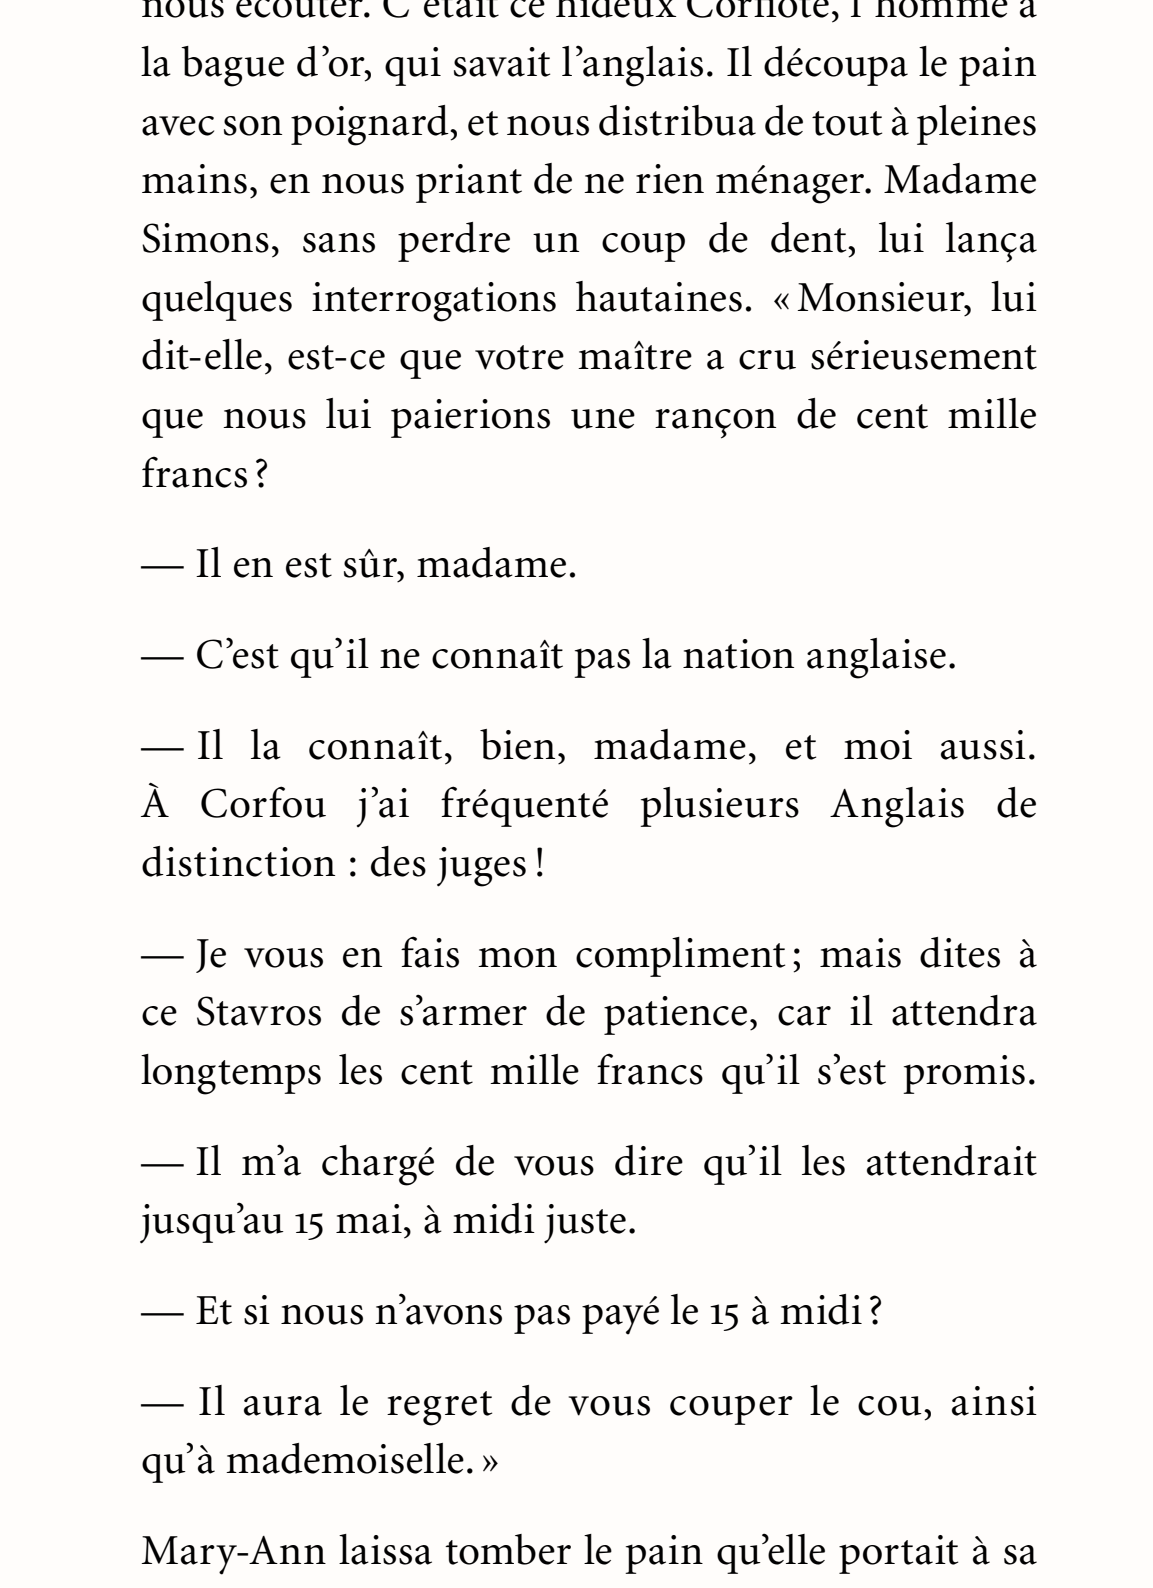 nous écouter. C'était ce hideux Corfiote, l'homme à
la bague d'or, qui savait l'anglais. Il découpa le pain
avec son poignard, et nous distribua de tout à pleines
mains, en nous priant de ne rien ménager. Madame
Simons, sans perdre un coup de dent, lui lança
quelques interrogations hautaines. « Monsieur, lui
dit-elle, est-ce que votre maître a cru sérieusement
que nous lui paierions une rançon de cent mille
francs ?
— Il en est sûr, madame.
— C'est qu'il ne connaît pas la nation anglaise.
— Il la connaît, bien, madame, et moi aussi.
À Corfou j'ai fréquenté plusieurs Anglais de
distinction : des juges !
— Je vous en fais mon compliment ; mais dites à
ce Stavros de s'armer de patience, car il attendra
longtemps les cent mille francs qu'il s'est promis.
— Il m'a chargé de vous dire qu'il les attendrait
jusqu'au 15 mai, à midi juste.
— Et si nous n'avons pas payé le 15 à midi ?
— Il aura le regret de vous couper le cou, ainsi
qu'à mademoiselle. »
Mary-Ann laissa tomber le pain qu'elle portait à sa